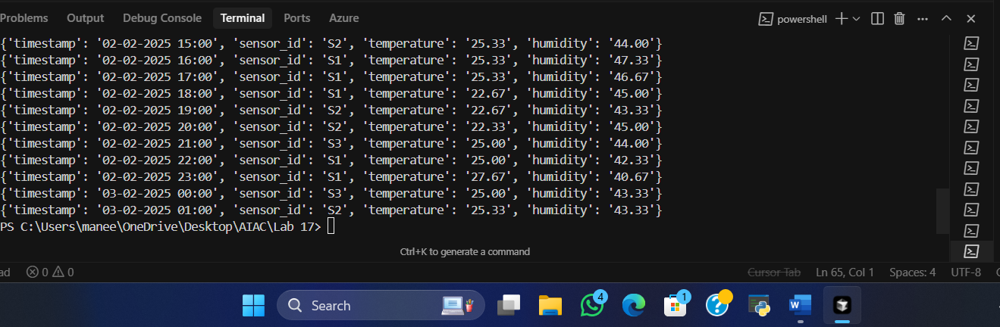 Problems Output Debug Console Terminal Ports Azure powershell
{'timestamp': '02-02-2025 15:00', 'sensor_id': 'S2', 'temperature': '25.33', 'humidity': '44.00'}
{'timestamp': '02-02-2025 16:00', 'sensor_id': 'S1', 'temperature': '25.33', 'humidity': '47.33'}
{'timestamp': '02-02-2025 17:00', 'sensor_id': 'S1', 'temperature': '25.33', 'humidity': '46.67'}
{'timestamp': '02-02-2025 18:00', 'sensor_id': 'S1', 'temperature': '22.67', 'humidity': '45.00'}
{'timestamp': '02-02-2025 19:00', 'sensor_id': 'S2', 'temperature': '22.67', 'humidity': '43.33'}
{'timestamp': '02-02-2025 20:00', 'sensor_id': 'S2', 'temperature': '22.33', 'humidity': '45.00'}
{'timestamp': '02-02-2025 21:00', 'sensor_id': 'S3', 'temperature': '25.00', 'humidity': '44.00'}
{'timestamp': '02-02-2025 22:00', 'sensor_id': 'S1', 'temperature': '25.00', 'humidity': '42.33'}
{'timestamp': '02-02-2025 23:00', 'sensor_id': 'S1', 'temperature': '27.67', 'humidity': '40.67'}
{'timestamp': '03-02-2025 00:00', 'sensor_id': 'S3', 'temperature': '25.00', 'humidity': '43.33'}
{'timestamp': '03-02-2025 01:00', 'sensor_id': 'S2', 'temperature': '25.33', 'humidity': '43.33'}
PS C:\Users\manee\OneDrive\Desktop\AIAC\Lab 17>
Ctrl+K to generate a command
ad 0 0 Cursor Tab Ln 65, Col 1 Spaces: 4 UTF-8
Search 4 1